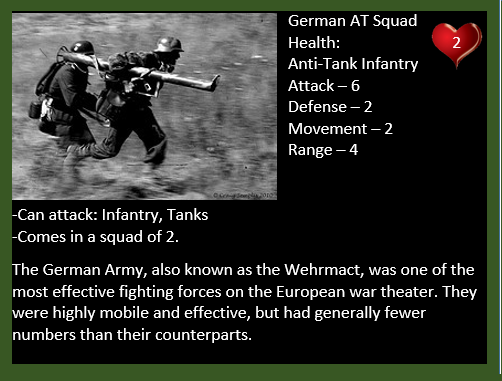 German AT Squad
Health:
2
Anti-Tank Infantry
Attack – 6
Defense – 2
Movement – 2
Range – 4
-Can attack: Infantry, Tanks
-Comes in a squad of 2.
The German Army, also known as the Wehrmact, was one of the
most effective fighting forces on the European war theater. They
were highly mobile and effective, but had generally fewer
numbers than their counterparts.